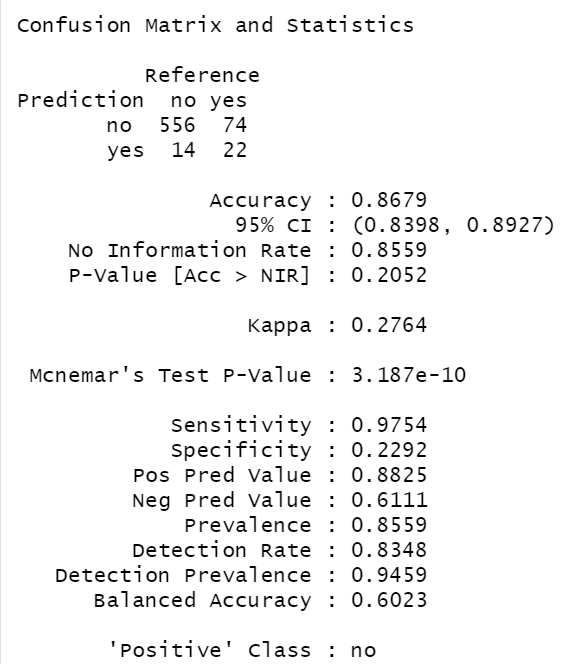 Confusion Matrix and Statistics
Reference
Prediction no yes
no 556 74
yes 14 22
Accuracy : 0.8679
95% CI : (0.8398, 0.8927)
No Information Rate : 0.8559
P-Value [Acc > NIR] : 0.2052
Kappa : 0.2764
Mcnemar's Test P-Value : 3.187e-10
Sensitivity : 0.9754
Specificity : 0.2292
Pos Pred Value : 0.8825
Neg Pred Value : 0.6111
Prevalence : 0.8559
Detection Rate : 0.8348
Detection Prevalence : 0.9459
Balanced Accuracy : 0.6023
'Positive' Class : no